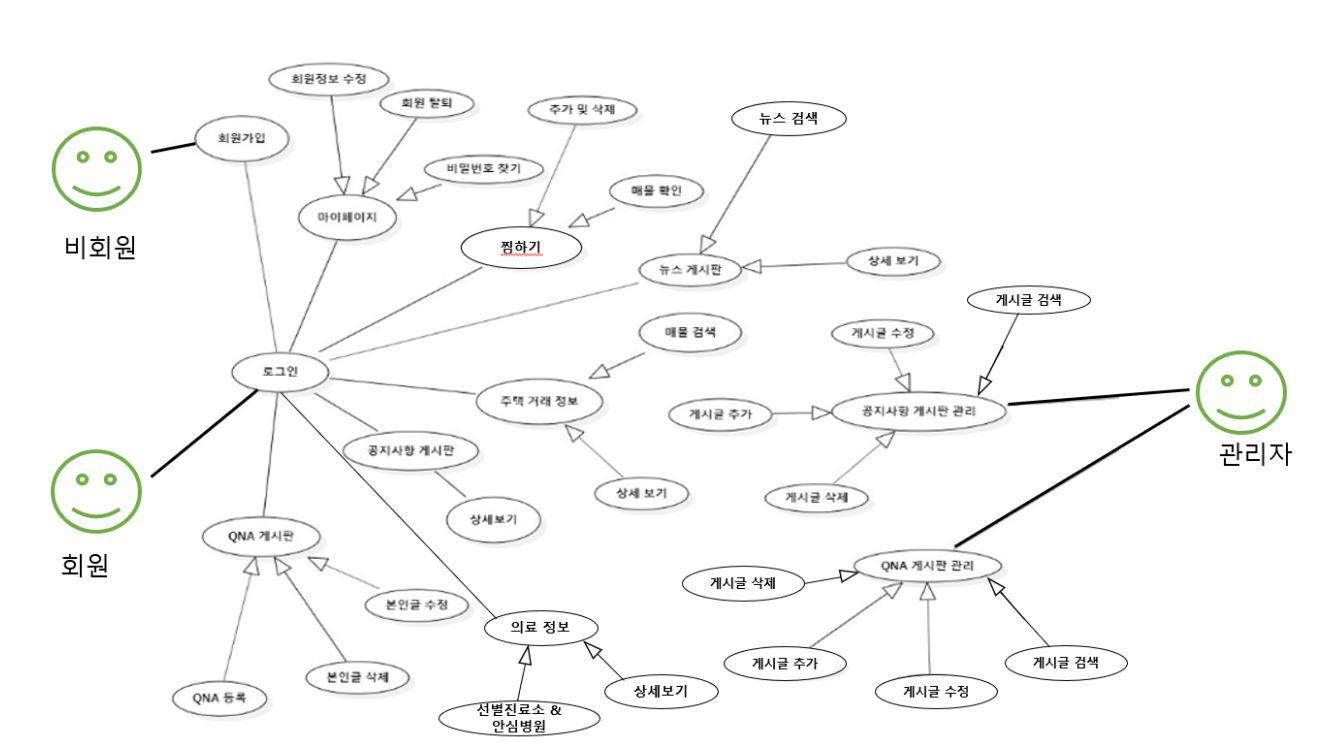 회원정보 수정
회원 탈퇴
추가 및 삭제
뉴스 검색
회원가입
비밀번호 찾기
매물 확인
마이페이지
비회원
찜하기
뉴스 게시판
상세 보기
게시글 검색
매물 검색
게시글 수정
로그인
주택 거래 정보
게시글 추가
공지사항 게시판 관리
관리자
공지사항 게시판
상세 보기
게시글 삭제
상세보기
QNA 게시판
회원
QNA 게시판 관리
게시글 삭제
본인글 수정
의료 정보
게시글 추가
게시글 검색
본인글 삭제
QNA 등록
상세보기
게시글 수정
선별진료소 &
안심병원